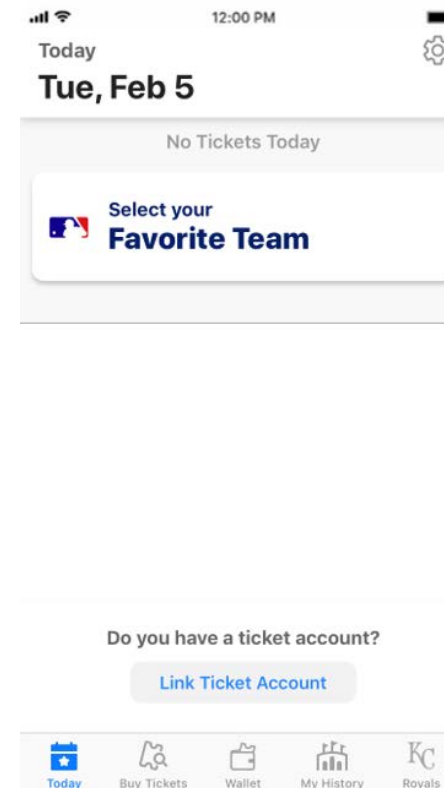 12:00 PM
Today
Tue, Feb 5
No Tickets Today
Select your
Favorite Team
Do you have a ticket account?
Link Ticket Account
Today
Buy Tickets
Wallet
My History
KC
Royals